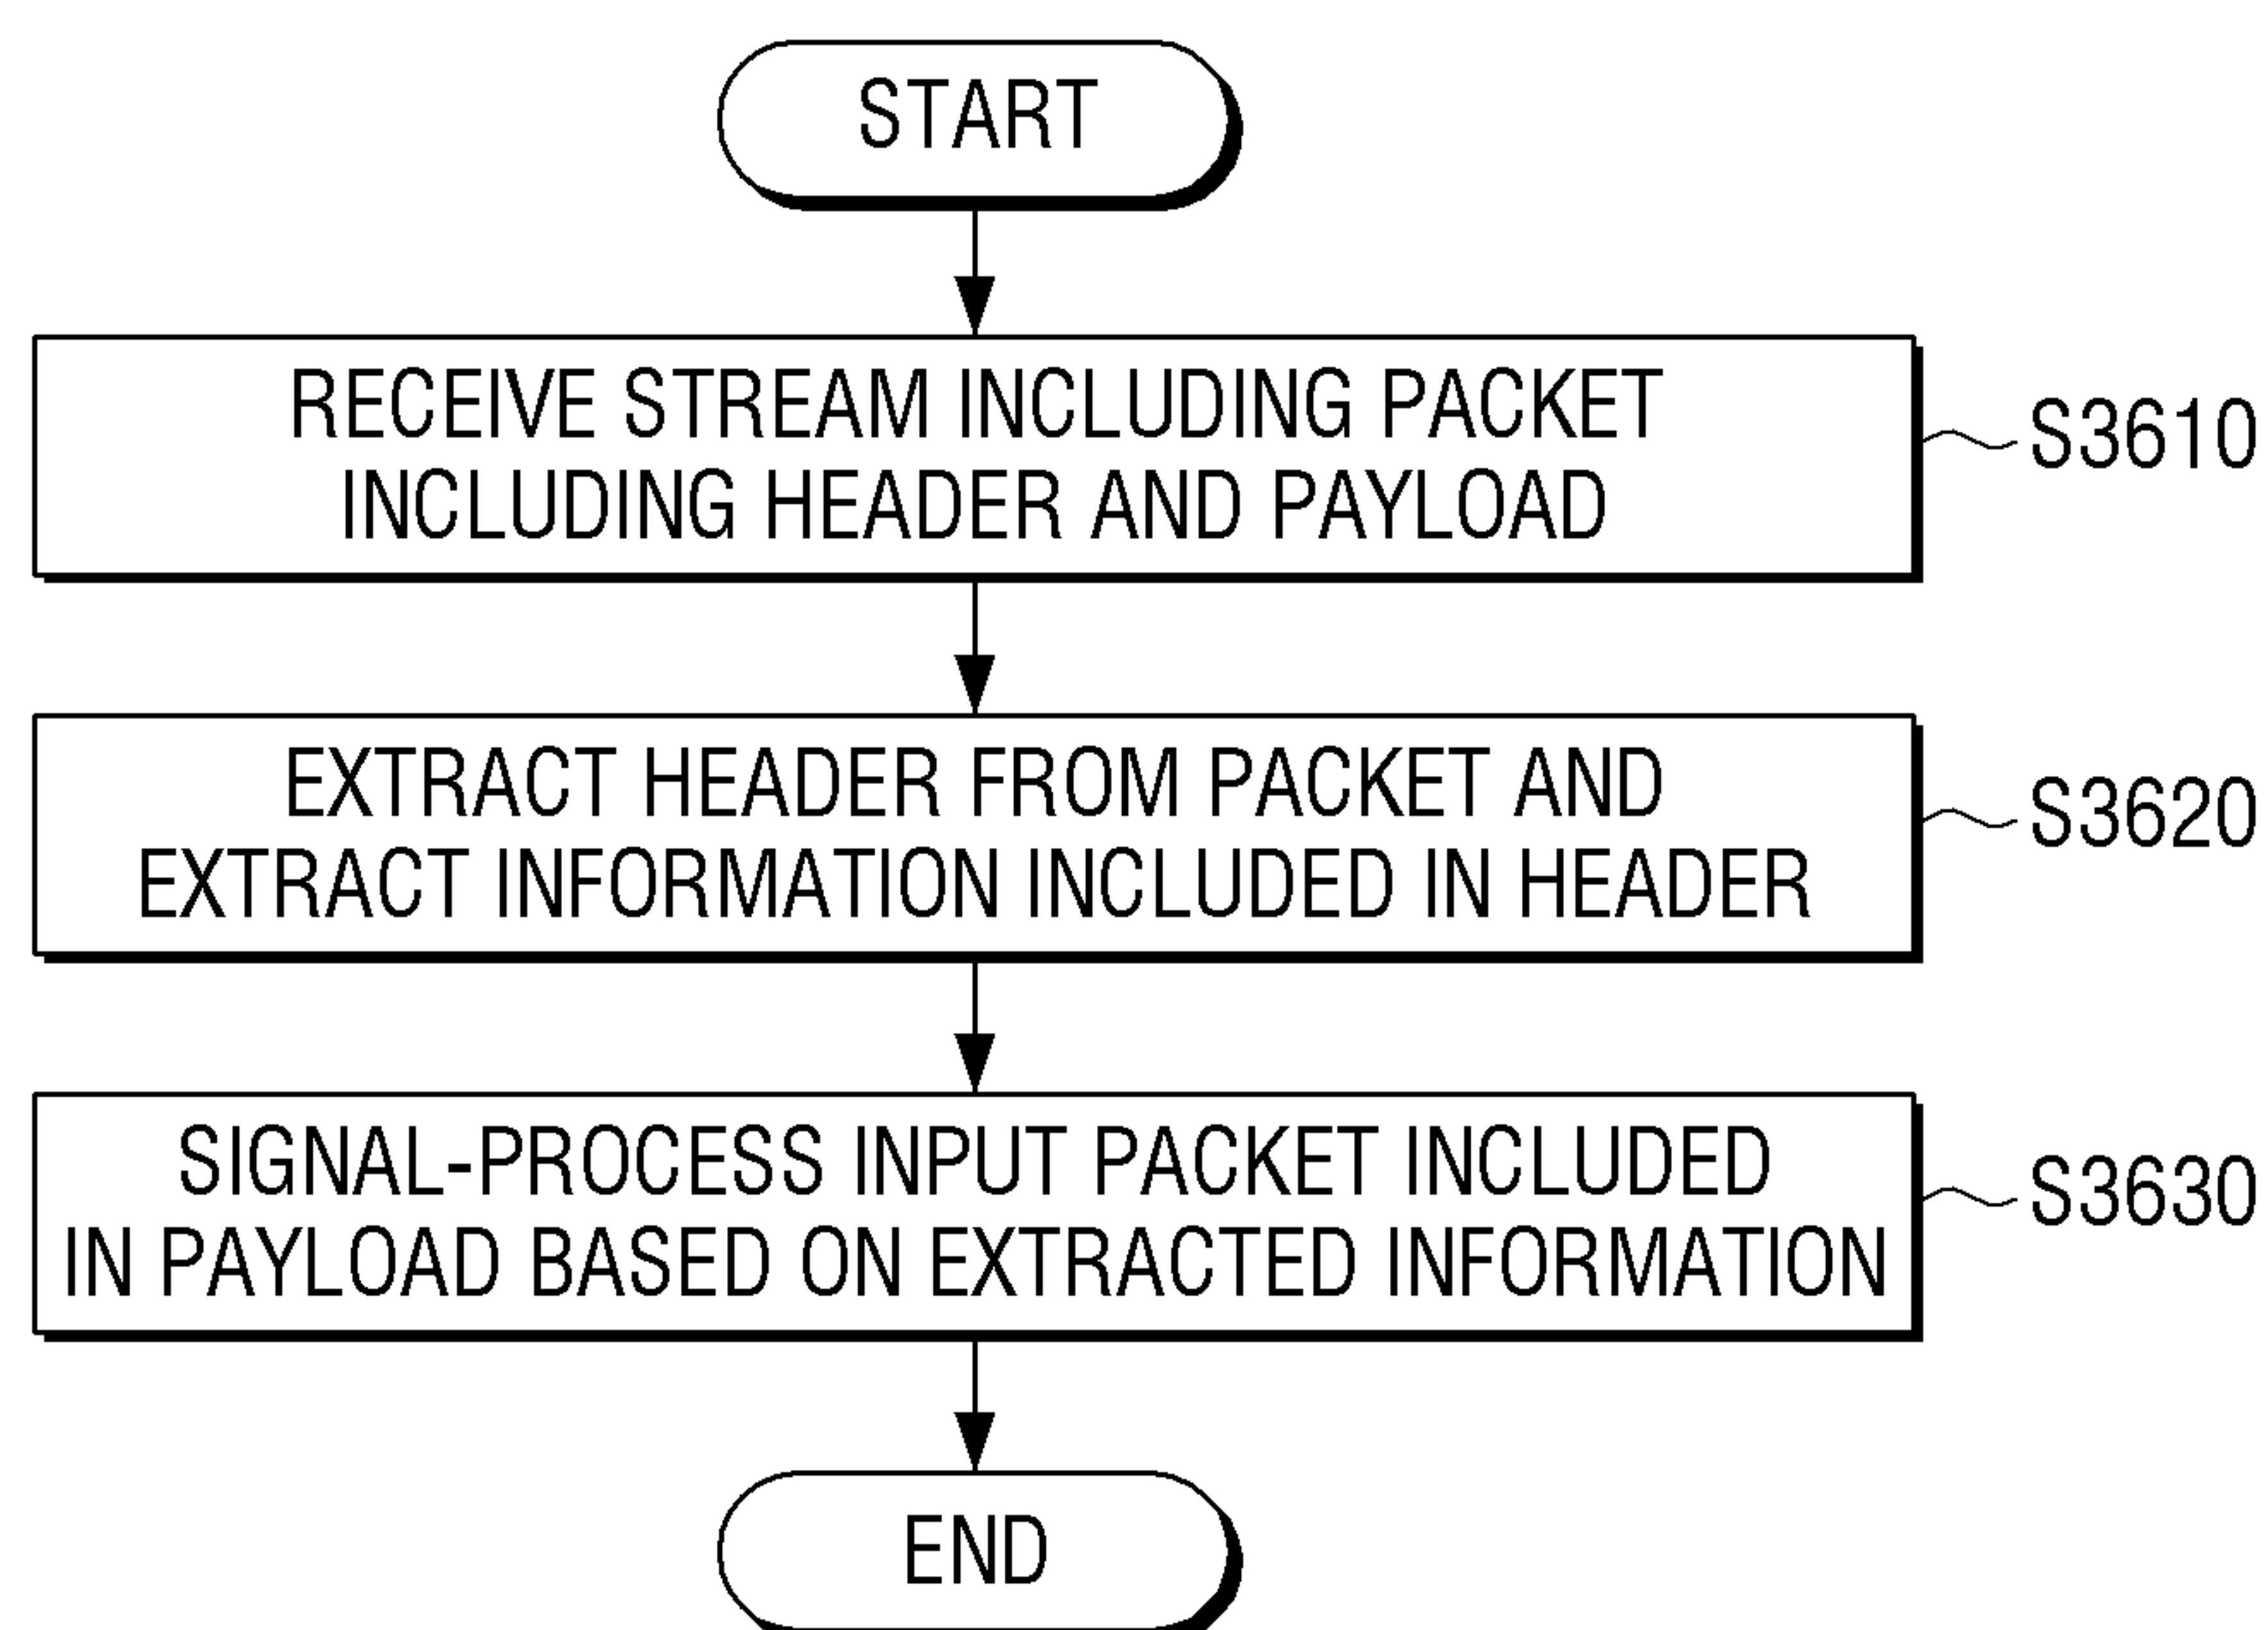 START
RECEIVE STREAM INCLUDING PACKET
INCLUDING HEADER AND PAYLOAD
S3610
EXTRACT HEADER FROM PACKET AND
EXTRACT INFORMATION INCLUDED IN HEADER
S3620
SIGNAL-PROCESS INPUT PACKET INCLUDED
IN PAYLOAD BASED ON EXTRACTED INFORMATION
S3630
END